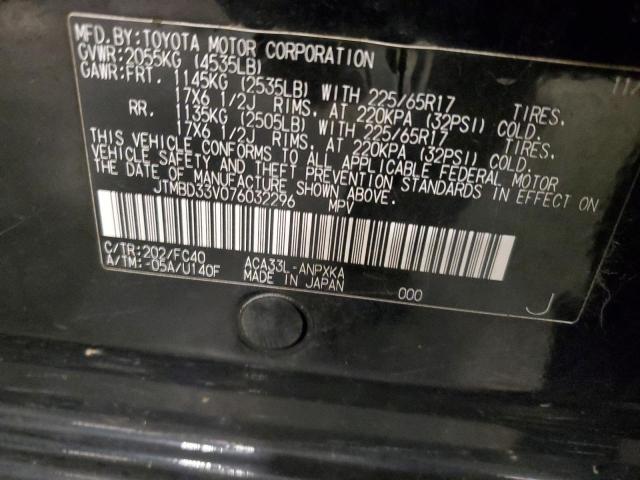 MFD.BY:TOYOTA MOTOR CORPORATION 11/
GVWR:2055KG (4535LB)
GAWR:FRT. 1145KG (2535LB) WITH 225/65R17 TIRES,
17X6 1/2J RIMS, AT 220KPA (32PSI) COLD.
RR. 1135KG (2505LB) WITH 225/65R17 TIRES,
17X6 1/2J RIMS, AT 220KPA (32PSI) COLD.
THIS VEHICLE CONFORMS TO ALL APPLICABLE FEDERAL MOTOR
VEHICLE SAFETY AND THEFT PREVENTION STANDARDS IN EFFECT ON
THE DATE OF MANUFACTURE SHOWN ABOVE.
JTMBD33V076032296 MPV
C/TR:202/FC40 ACA33L-ANPXKA
A/TM:-05A/U140F MADE IN JAPAN 000 J